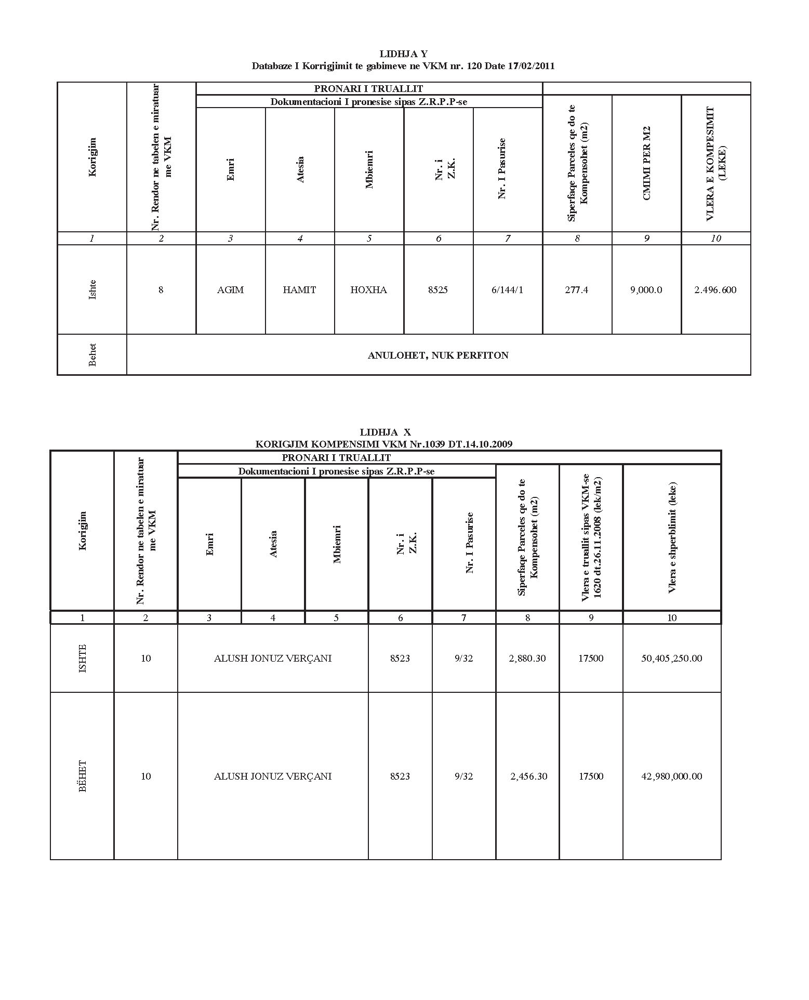 LIDHJA Y
Databaze I Korrigjimit te gabimeve ne VKM nr. 120 Date 17/02/2011
Korigjim
Nr. Rendor ne tabelen e miratuar
me VKM
PRONARI I TRUALLIT
Dokumentacioni I pronesise sipas Z.R.P.P-se
Emri
Atesia
Mbiemri
Nr. i
Z.K.
Nr. I Pasurise
Siperfaqe Parceles qe do te
Kompensohet (m2)
CMIMI PER M2
VLERA E KOMPESIMIT
(LEKE)
1 2 3 4 5 6 7 8 9 10
Ishte 8 AGIM HAMIT HOXHA 8525 6/144/1 277.4 9,000.0 2.496.600
Behet ANULOHET, NUK PERFITON
LIDHJA X
KORIGJIM KOMPENSIMI VKM Nr.1039 DT.14.10.2009
Korigjim
Nr. Rendor ne tabelen e miratuar
me VKM
PRONARI I TRUALLIT
Dokumentacioni I pronesise sipas Z.R.P.P-se
Emri
Atesia
Mbiemri
Nr. i
Z.K.
Nr. I Pasurise
Siperfaqe Parceles qe do te
Kompensohet (m2)
Vlera e truallit sipas VKM-se
1620 dt.26.11.2008 (lek/m2)
Vlera e shperblimit (leke)
1 2 3 4 5 6 7 8 9 10
ISHTE 10 ALUSH JONUZ VERÇANI 8523 9/32 2,880.30 17500 50,405,250.00
BËHET 10 ALUSH JONUZ VERÇANI 8523 9/32 2,456.30 17500 42,980,000.00